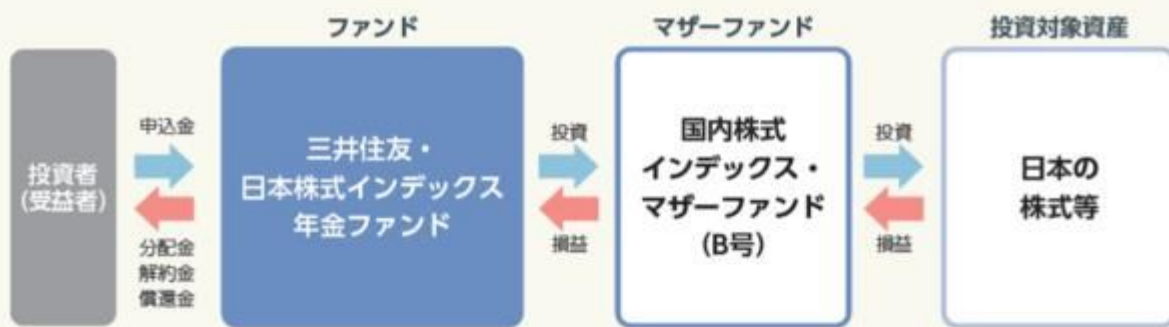 ファンド
マザーファンド
投資対象資産
投資者
(受益者)
申込金
分配金
解約金
償還金
三井住友・
日本株式インデックス
年金ファンド
投資
損益
国内株式
インデックス・
マザーファンド
(B号)
投資
損益
日本の
株式等